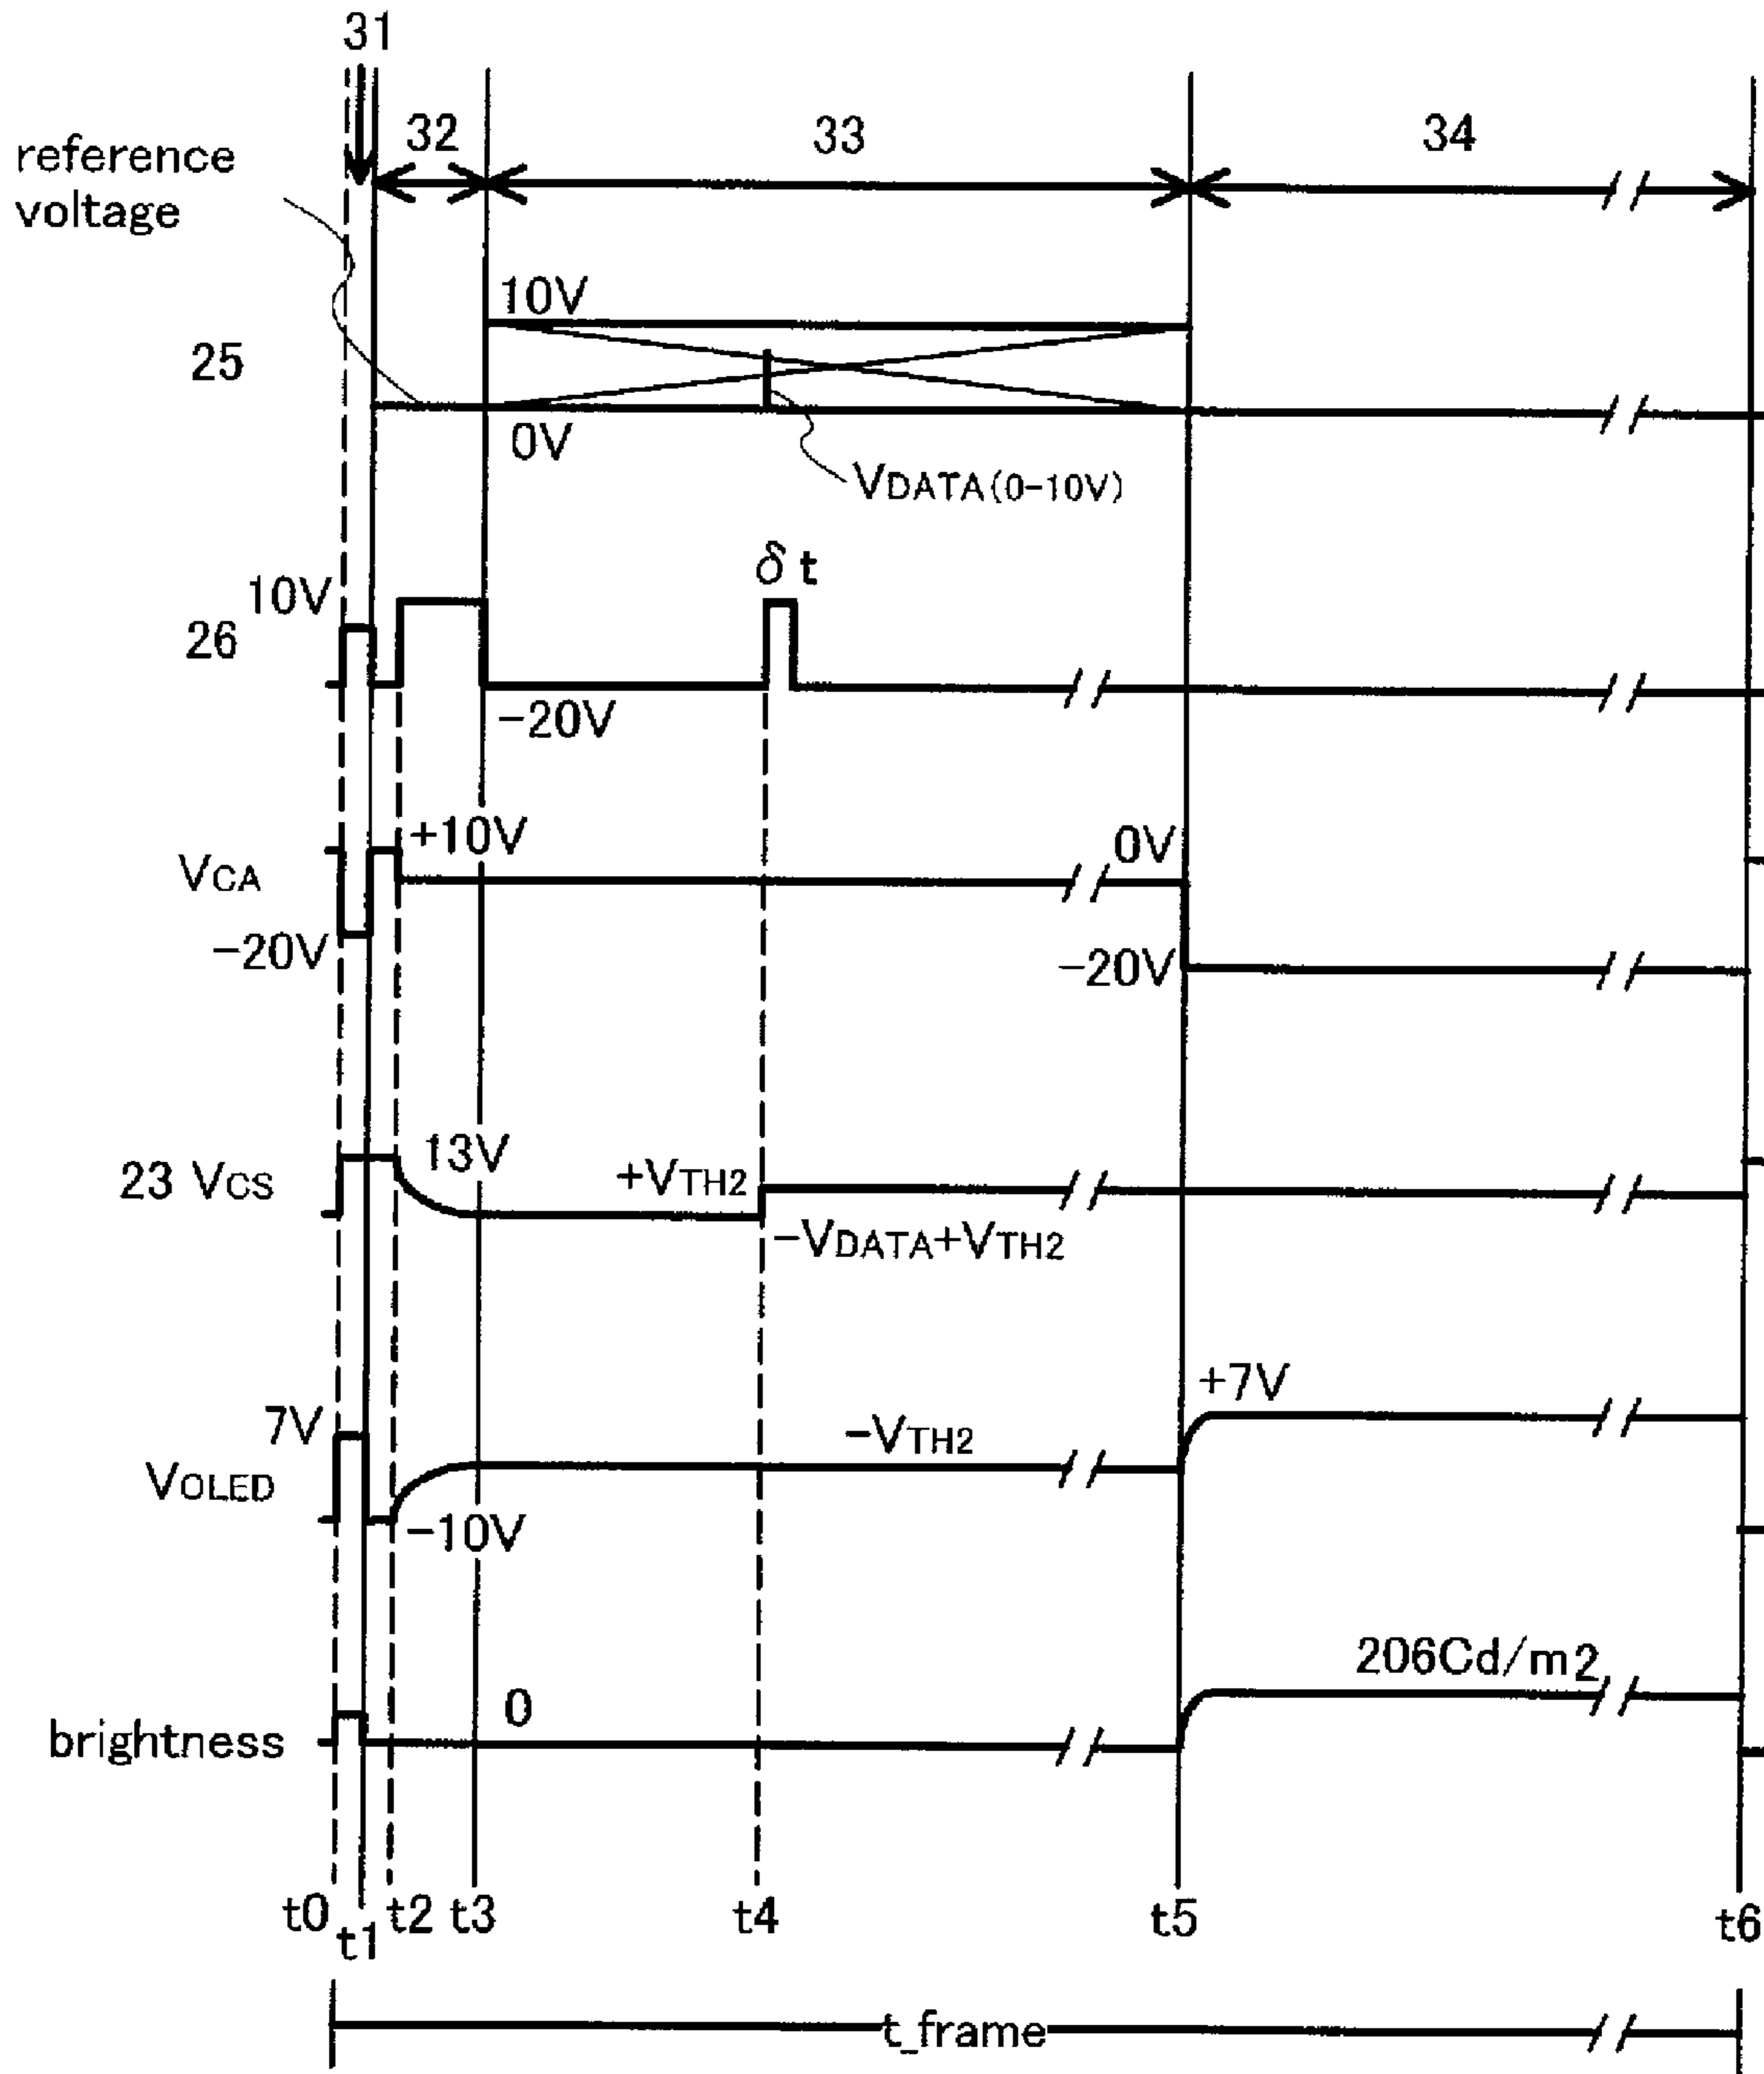 31
32
33
34
reference
voltage
10V
25
0V
VDATA(0-10V)
δt
10V
26
-20V
+10V
0V
VCA
-20V
-20V
13V
23 VCS
+VTH2
-VDATA+VTH2
+7V
7V
-VTH2
VOLED
-10V
206Cd/m2
0
brightness
t0
t1
t2
t3
t4
t5
t6
t_frame